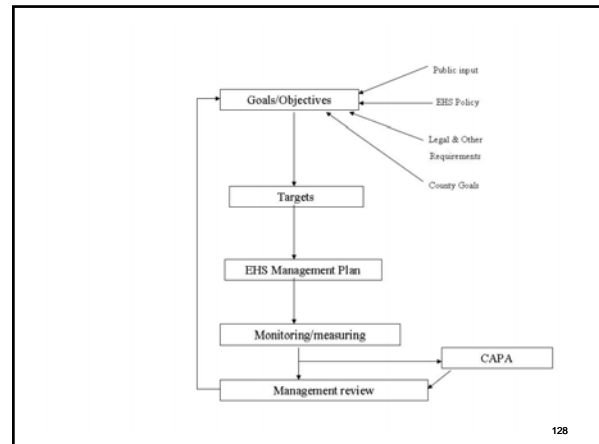 Public input
Goals/Objectives
EHS Policy
Legal & Other
Requirements
County Goals
Targets
EHS Management Plan
Monitoring/measuring
CAPA
Management review
128